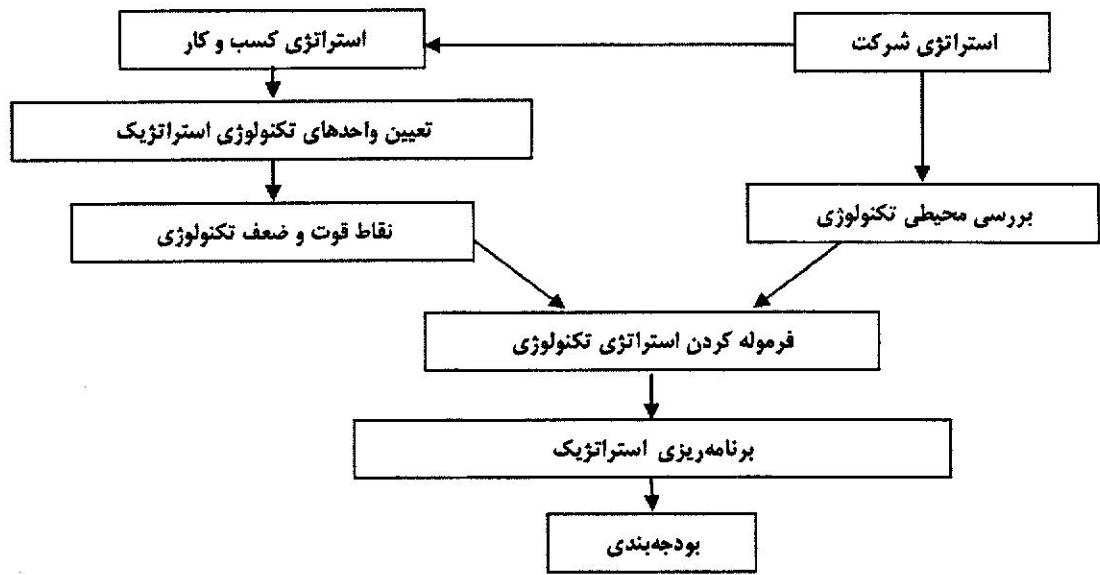 استراتژی شرکت
استراتژی کسب و کار
تعیین واحدهای تکنولوژی استراتژیک
بررسی محیطی تکنولوژی
نقاط قوت و ضعف تکنولوژی
فرموله کردن استراتژی تکنولوژی
برنامه‌ریزی استراتژیک
بودجه‌بندی